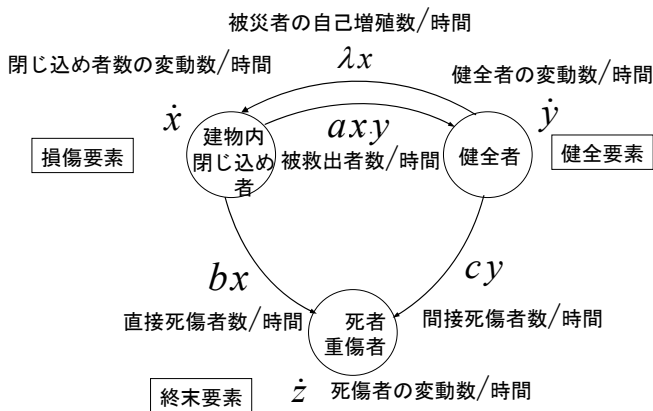 被災者の自己増殖数/時間
閉じ込め者数の変動数/時間
λx
健全者の変動数/時間
ẋ
ẏ
axy
建物内
閉じ込め
者
被救出者数/時間
健全者
損傷要素
健全要素
bx
cy
直接死傷者数/時間
死者
重傷者
間接死傷者数/時間
終末要素
ż
死傷者の変動数/時間